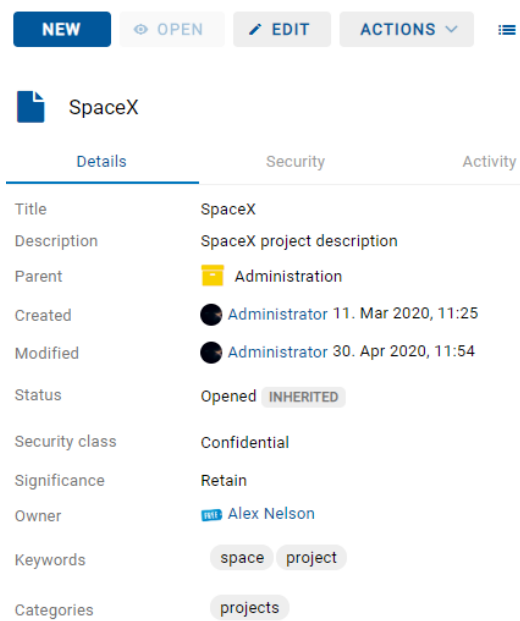 NEW OPEN EDIT ACTIONS
SpaceX
Details Security Activity
Title SpaceX
Description SpaceX project description
Parent Administration
Created Administrator 11. Mar 2020, 11:25
Modified Administrator 30. Apr 2020, 11:54
Status Opened INHERITED
Security class Confidential
Significance Retain
Owner Alex Nelson
Keywords space project
Categories projects